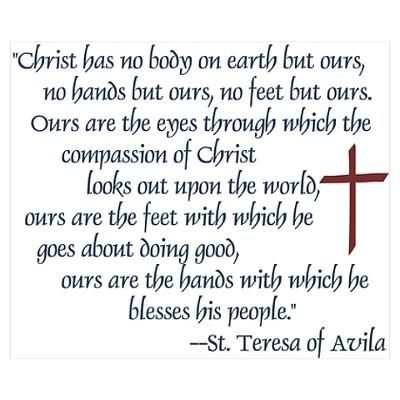 "Christ has no body on earth but ours,
no hands but ours, no feet but ours.
Ours are the eyes through which the
compassion of Christ
looks out upon the world,
ours are the feet with which he
goes about doing good,
ours are the hands with which he
blesses his people."
--St. Teresa of Avila